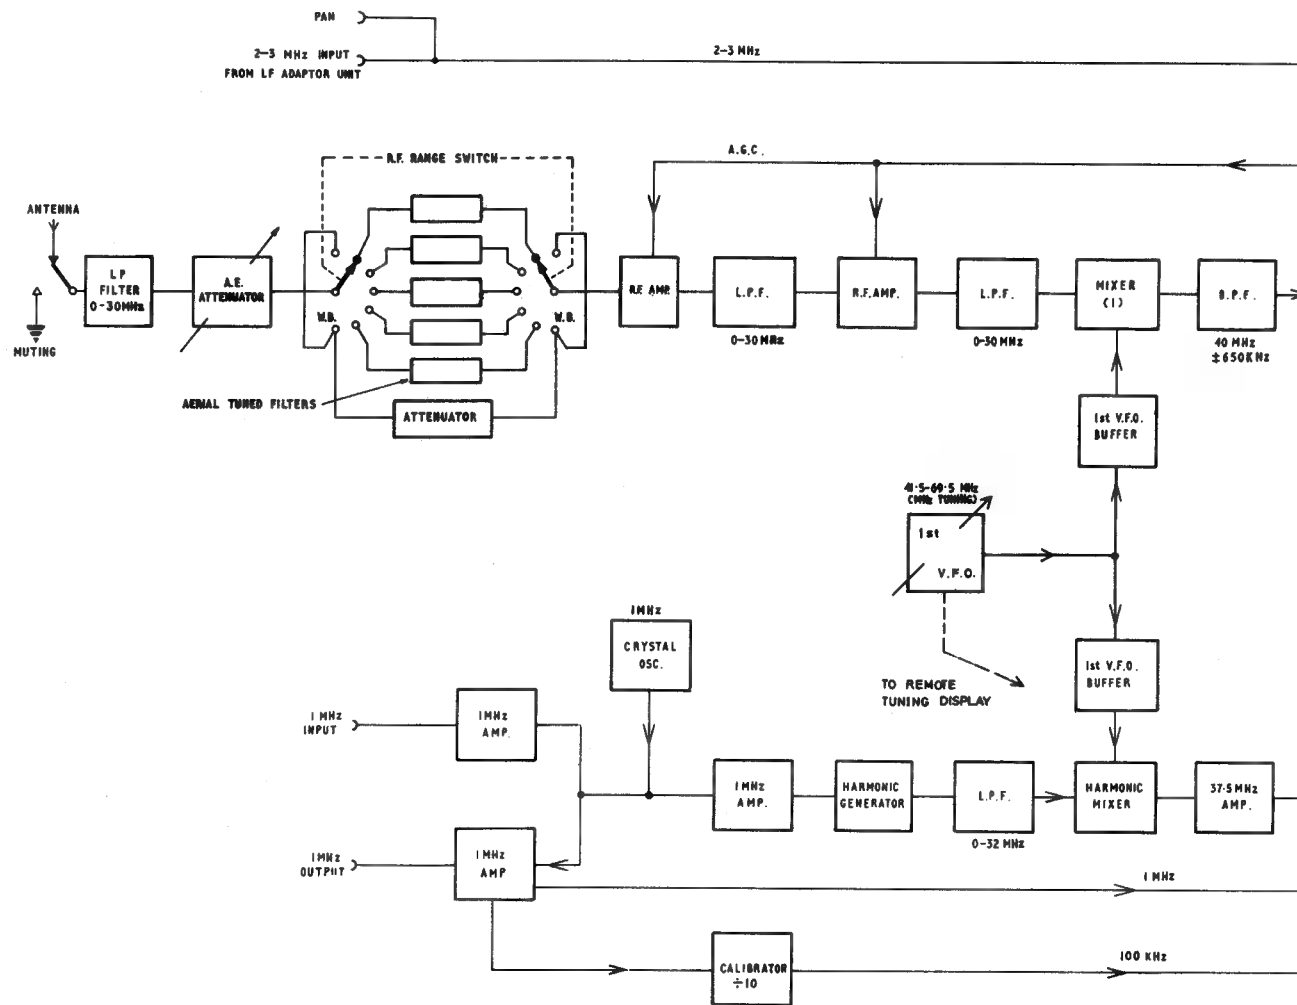 PAN
2-3 MHz INPUT
FROM LF ADAPTOR UNIT
2-3 MHz
R.F. RANGE SWITCH
A.G.C.
ANTENNA
L P
FILTER
0-30MHz
A.E.
ATTENUATOR
W.B.
W.B.
R.F. AMP.
L.P.F.
0-30 MHz
R.F. AMP.
L.P.F.
0-30 MHz
MIXER
(1)
B.P.F.
40 MHz
±650KHz
MUTING
AERIAL TUNED FILTERS
ATTENUATOR
1st V.F.O.
BUFFER
41·5-69·5 MHz
(MHz TUNING)
1st
V.F.O.
1MHz
CRYSTAL
OSC.
TO REMOTE
TUNING DISPLAY
1st V.F.O.
BUFFER
1 MHz
INPUT
1MHz
AMP.
1MHz
AMP.
HARMONIC
GENERATOR
L.P.F.
0-32 MHz
HARMONIC
MIXER
37·5MHz
AMP.
1MHz
OUTPUT
1MHz
AMP
1 MHz
CALIBRATOR
÷10
100 KHz